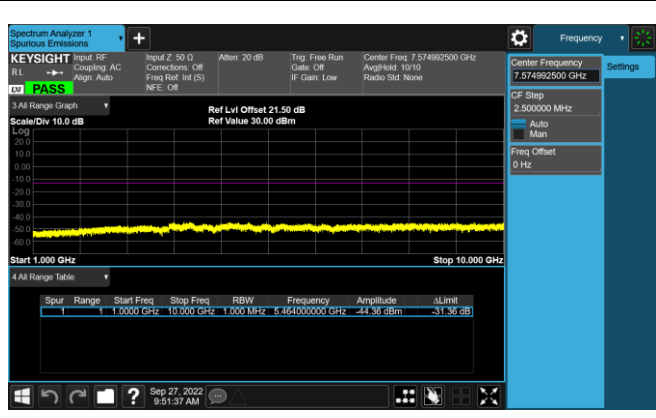 Spectrum Analyzer 1
Spurious Emissions
Frequency
KEYSIGHT
RL
PASS
Input: RF
Coupling: AC
Align: Auto
Input Z: 50 Ω
Corrections: Off
Freq Ref: Int (S)
NFE: Off
Atten: 20 dB
Trig: Free Run
Gate: Off
IF Gain: Low
Center Freq: 7.574992500 GHz
Avg|Hold: 10/10
Radio Std: None
Center Frequency
7.574992500 GHz
Settings
CF Step
2.500000 MHz
Auto
Man
Freq Offset
0 Hz
3 All Range Graph
Scale/Div 10.0 dB
Ref Lvl Offset 21.50 dB
Ref Value 30.00 dBm
Log
20.0
10.0
0.00
-10.0
-20.0
-30.0
-40.0
-50.0
-60.0
Start 1.000 GHz
Stop 10.000 GHz
4 All Range Table
Spur Range Start Freq Stop Freq RBW Frequency Amplitude ΔLimit
1 1 1.0000 GHz 10.000 GHz 1.000 MHz 5.464000000 GHz -44.36 dBm -31.36 dB
Sep 27, 2022
9:51:37 AM